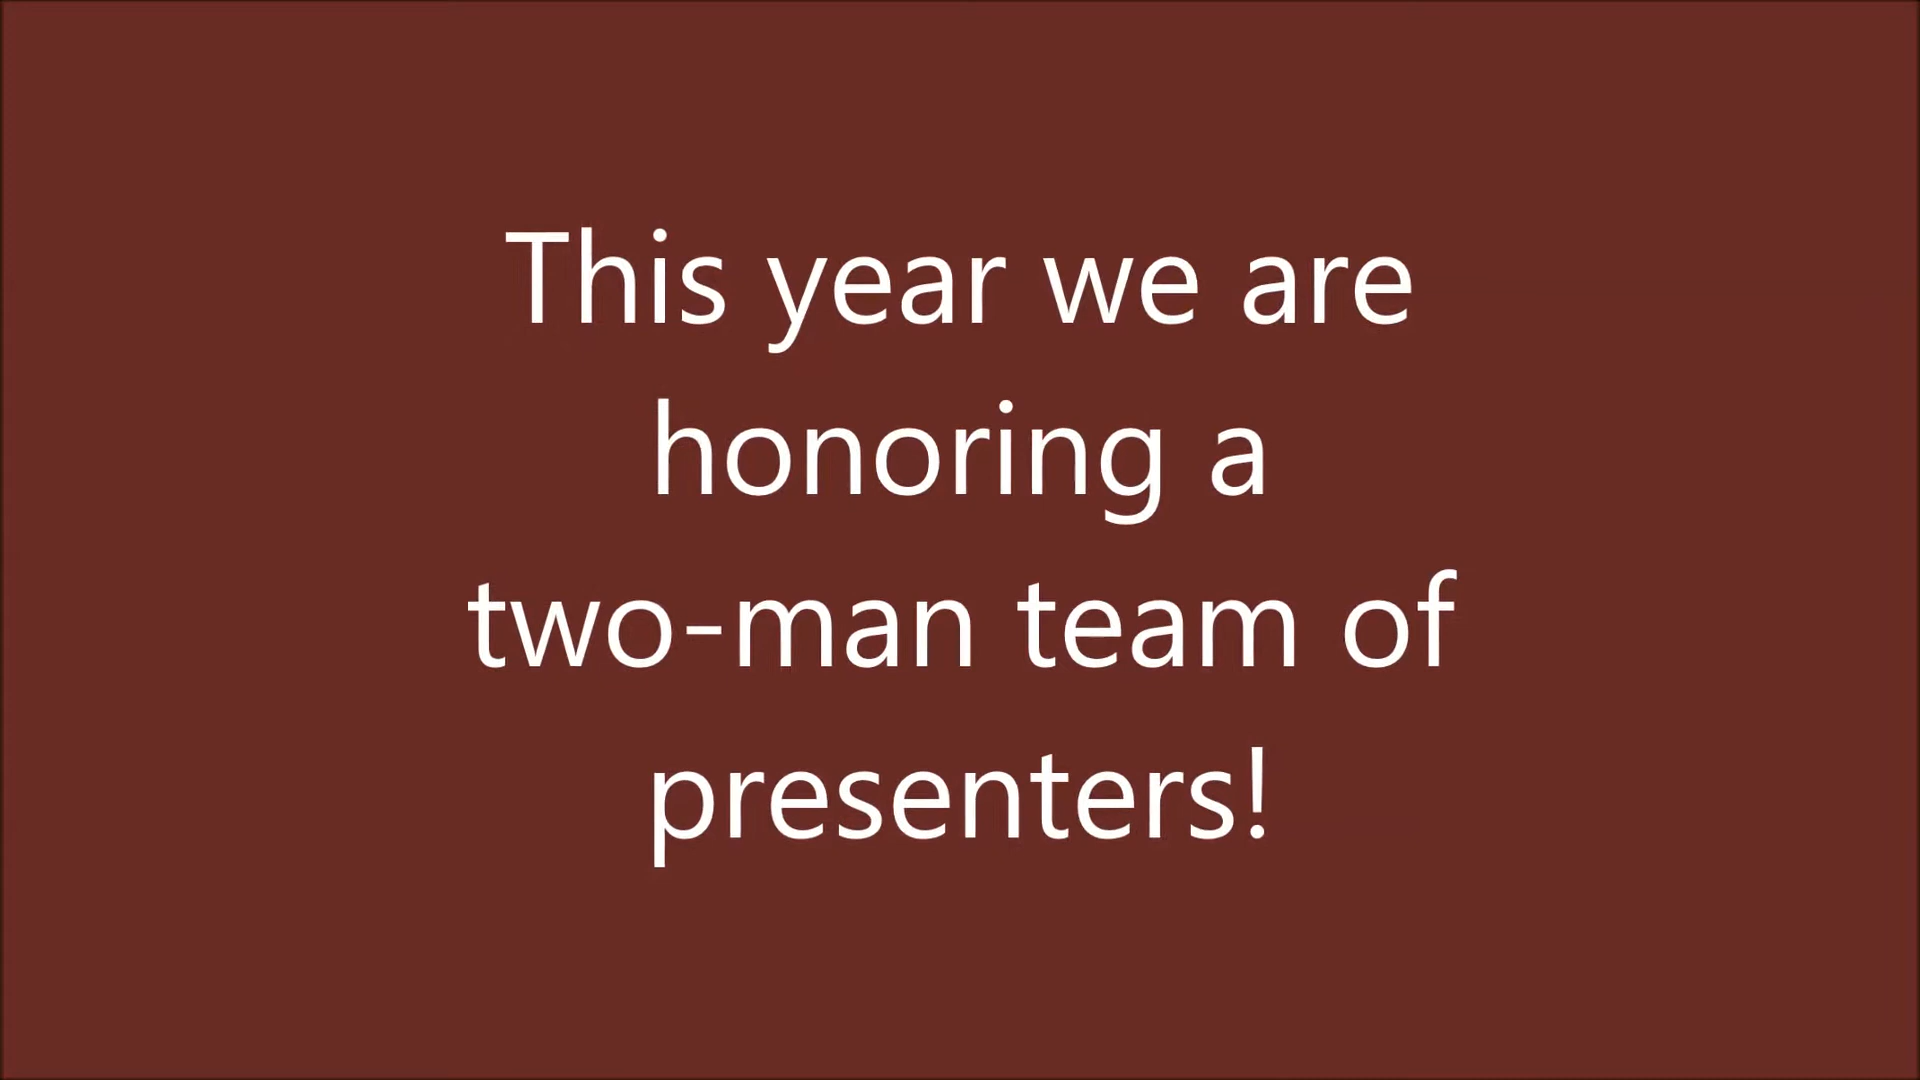 This year we are
honoring a
two-man team of
presenters!